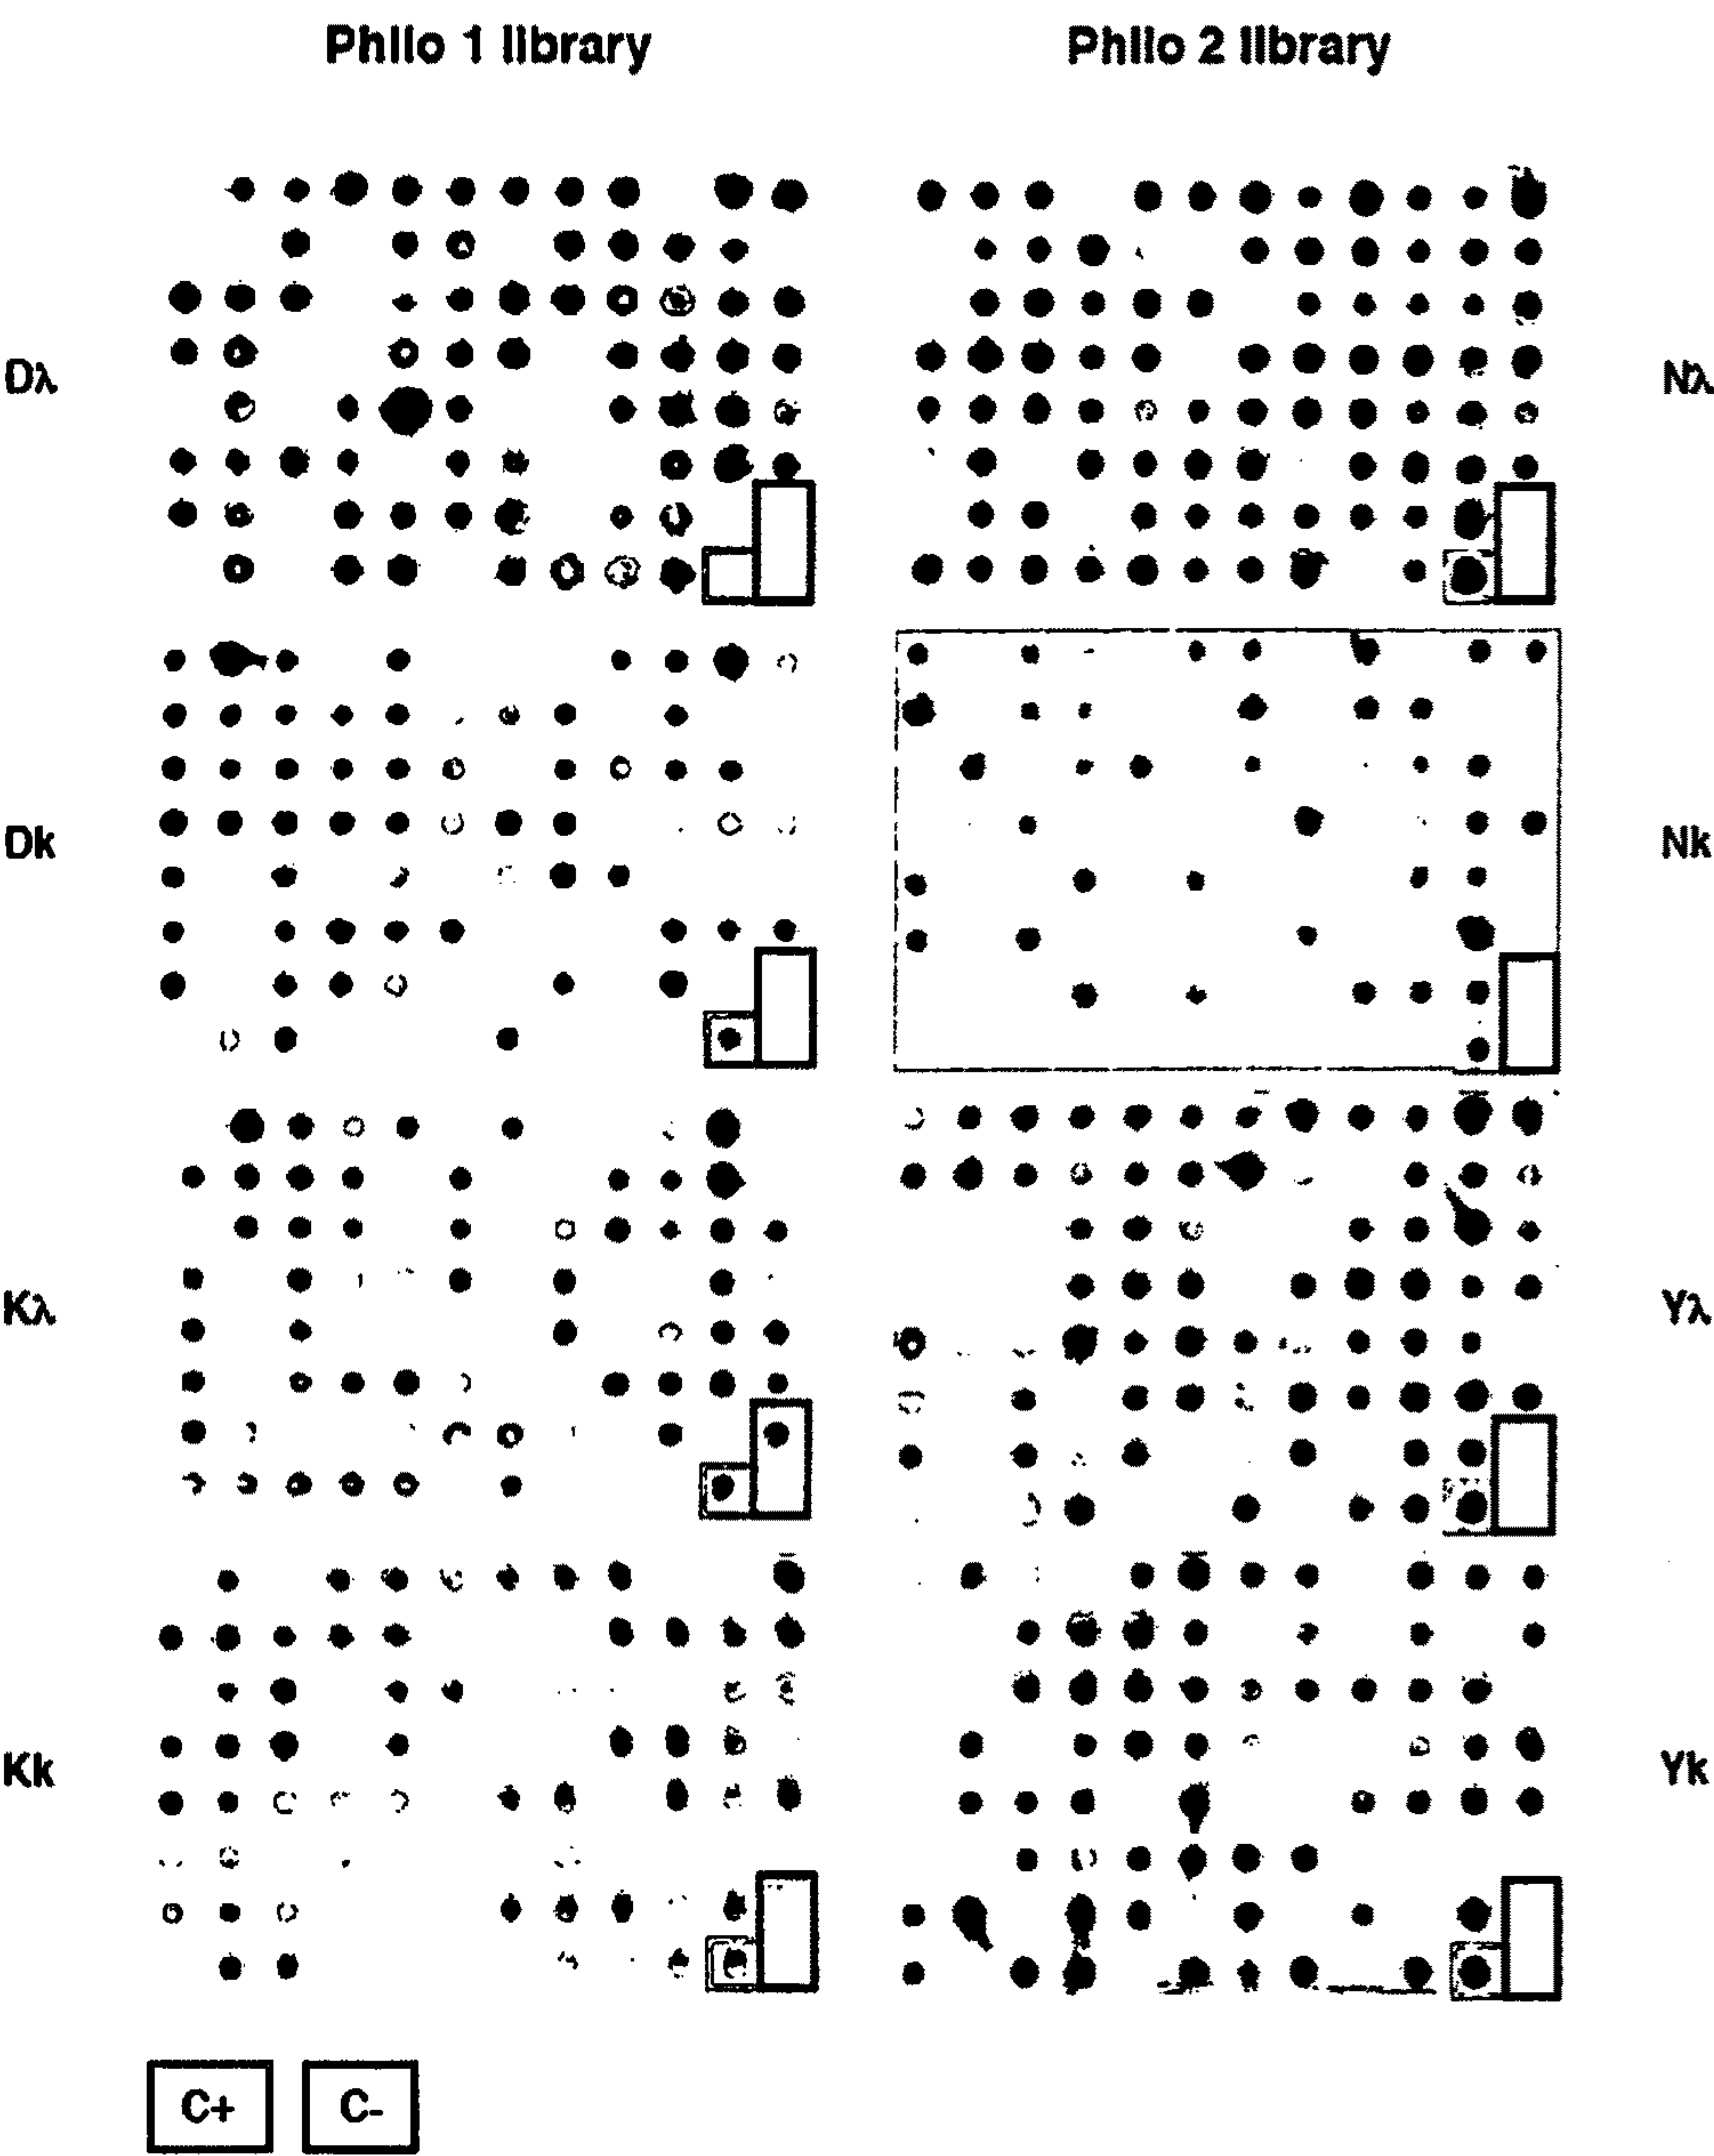 Philo 1 library
Philo 2 library
Dλ
Nλ
Dk
Nk
Kλ
Yλ
Kk
Yk
C+
C-